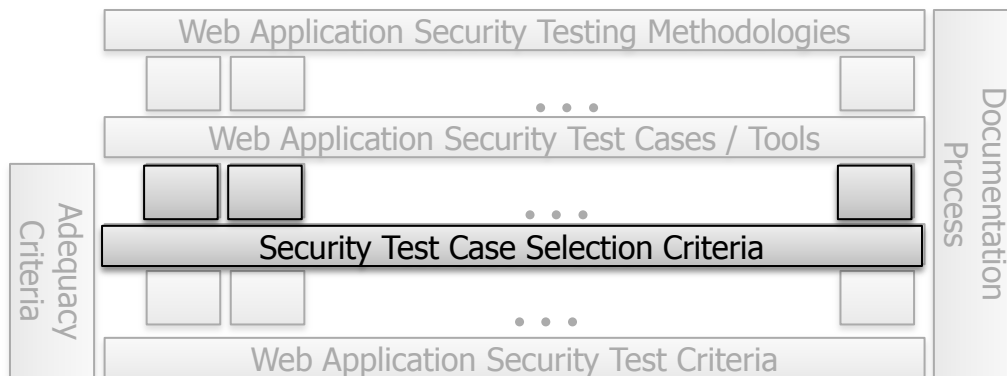 Web Application Security Testing Methodologies
Web Application Security Test Cases / Tools
Security Test Case Selection Criteria
Web Application Security Test Criteria
Adequacy
Criteria
Documentation
Process